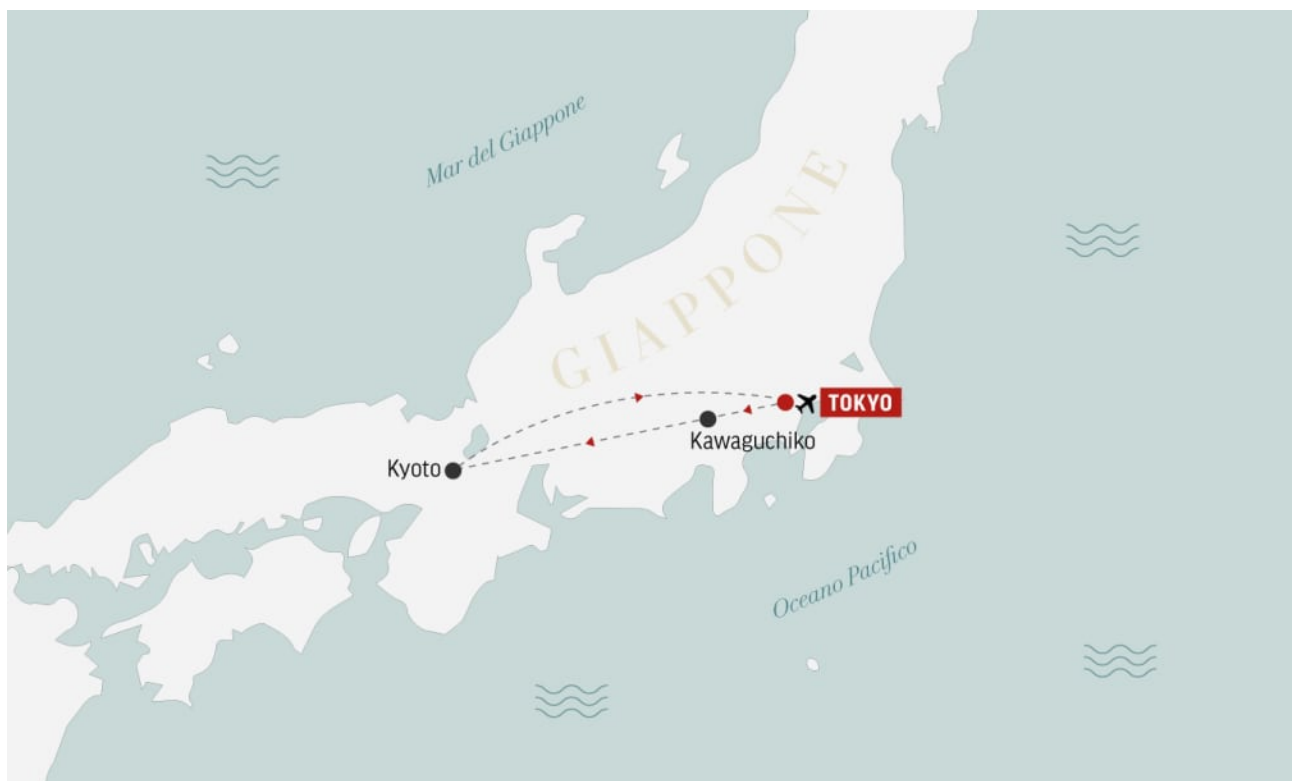 Mar del Giappone
GIAPPONE
TOKYO
Kawaguchiko
Kyoto
Oceano Pacifico